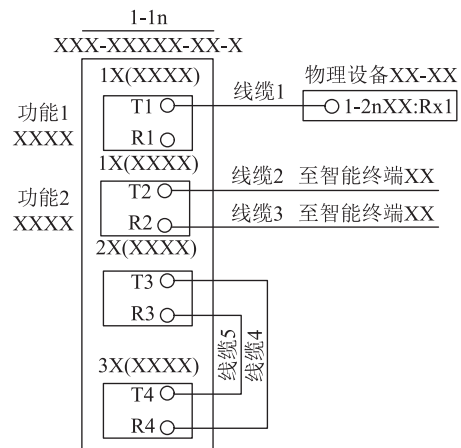 1-1n
XXX-XXXXX-XX-X
1X(XXXX)
物理设备XX-XX
功能1
XXXX
T1
线缆1
1-2nXX:Rx1
R1
1X(XXXX)
功能2
XXXX
T2
线缆2 至智能终端XX
R2
线缆3 至智能终端XX
2X(XXXX)
T3
R3
线缆5
线缆4
3X(XXXX)
T4
R4